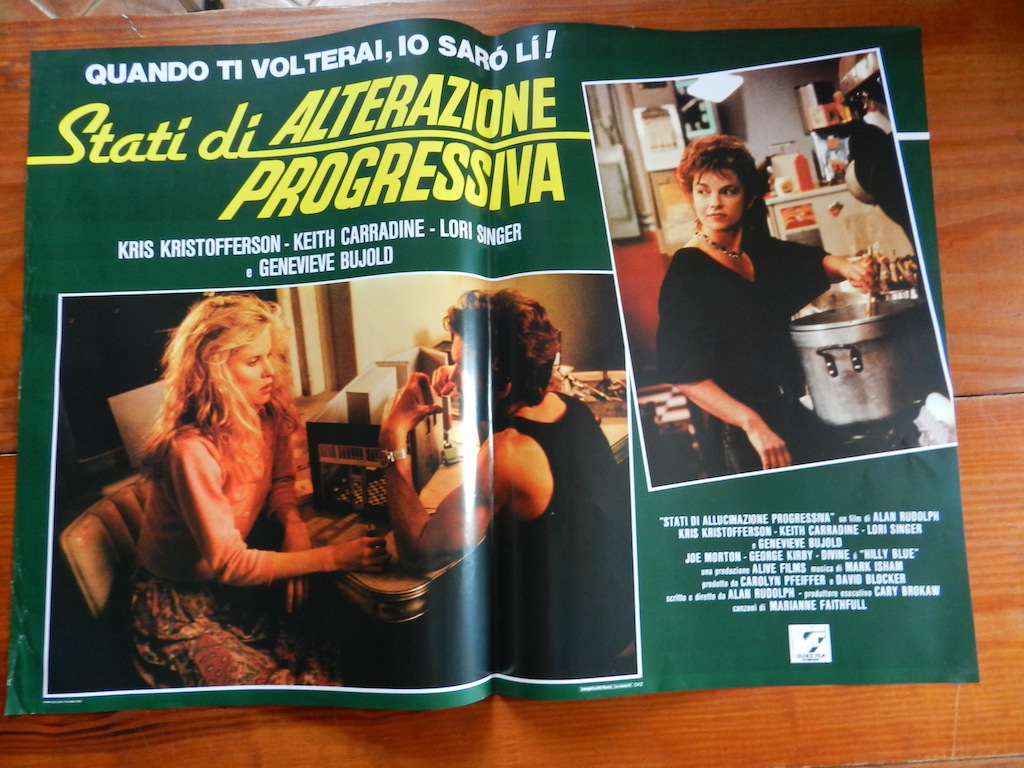 QUANDO TI VOLTERAI, IO SARÓ LÍ!
Stati di ALTERAZIONE
PROGRESSIVA
KRIS KRISTOFFERSON - KEITH CARRADINE - LORI SINGER
e GENEVIEVE BUJOLD
"STATI DI ALLUCINAZIONE PROGRESSIVA" un film di ALAN RUDOLPH
KRIS KRISTOFFERSON - KEITH CARRADINE - LORI SINGER
e GENEVIEVE BUJOLD
JOE MORTON - GEORGE KIRBY - DIVINE è "HILLY BLUE"
una produzione ALIVE FILMS musica di MARK ISHAM
prodotto da CAROLYN PFEIFFER e DAVID BLOCKER
scritto e diretto da ALAN RUDOLPH - produttore esecutivo CARY BROKAW
canzoni di MARIANNE FAITHFULL